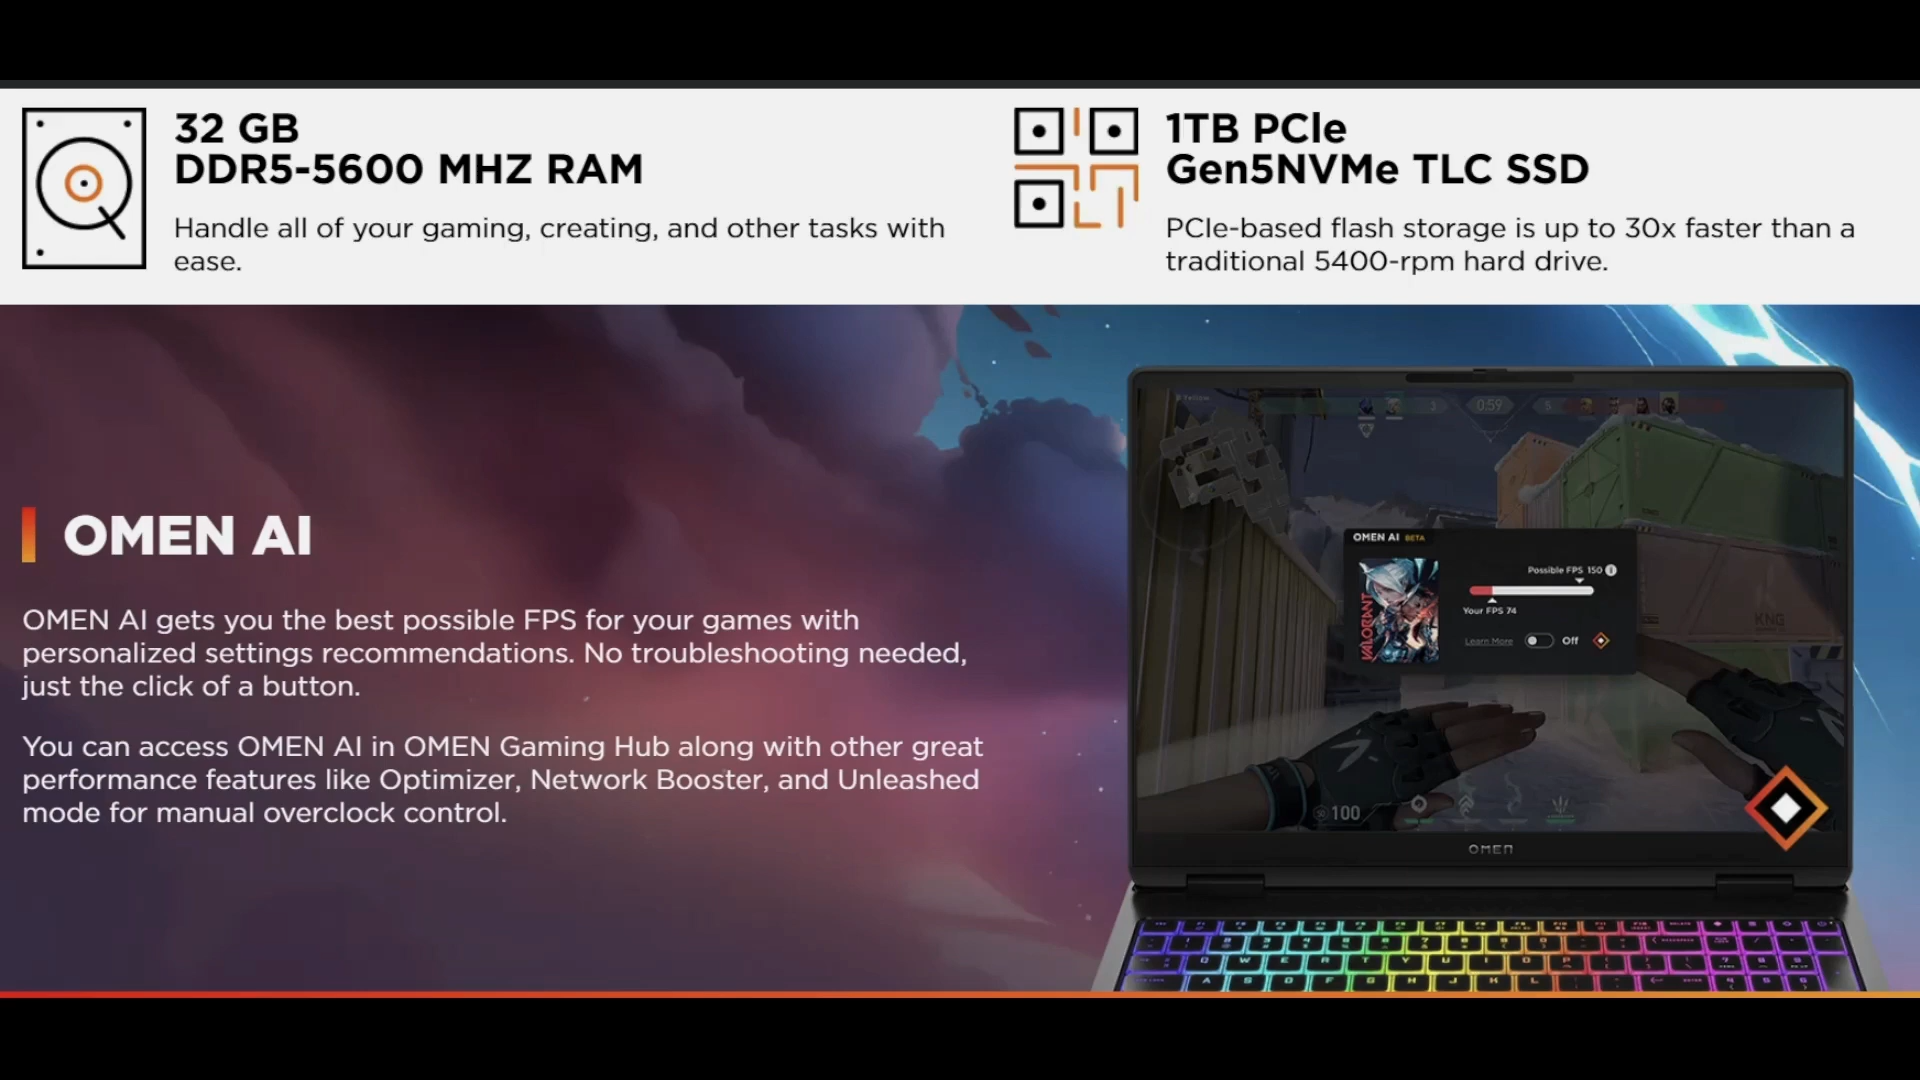 32 GB
DDR5-5600 MHZ RAM
Handle all of your gaming, creating, and other tasks with
ease.
1TB PCIe
Gen5NVMe TLC SSD
PCIe-based flash storage is up to 30x faster than a
traditional 5400-rpm hard drive.
OMEN AI
OMEN AI gets you the best possible FPS for your games with
personalized settings recommendations. No troubleshooting needed,
just the click of a button.
You can access OMEN AI in OMEN Gaming Hub along with other great
performance features like Optimizer, Network Booster, and Unleashed
mode for manual overclock control.
3 0:59 5
OMEN AI BETA
Possible FPS 150
Your FPS 74
VALORANT
Learn More Off
KNG
100
OMEN
Q W E R T Y U I O P
A S D F G H J K L